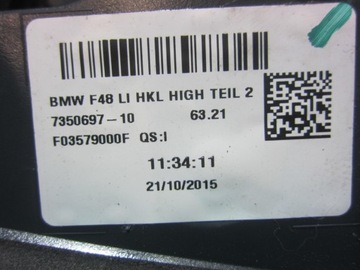 BMW F48 LI HKL HIGH TEIL 2
7350697-10 63.21
F03579000F QS:I
11:34:11
21/10/2015